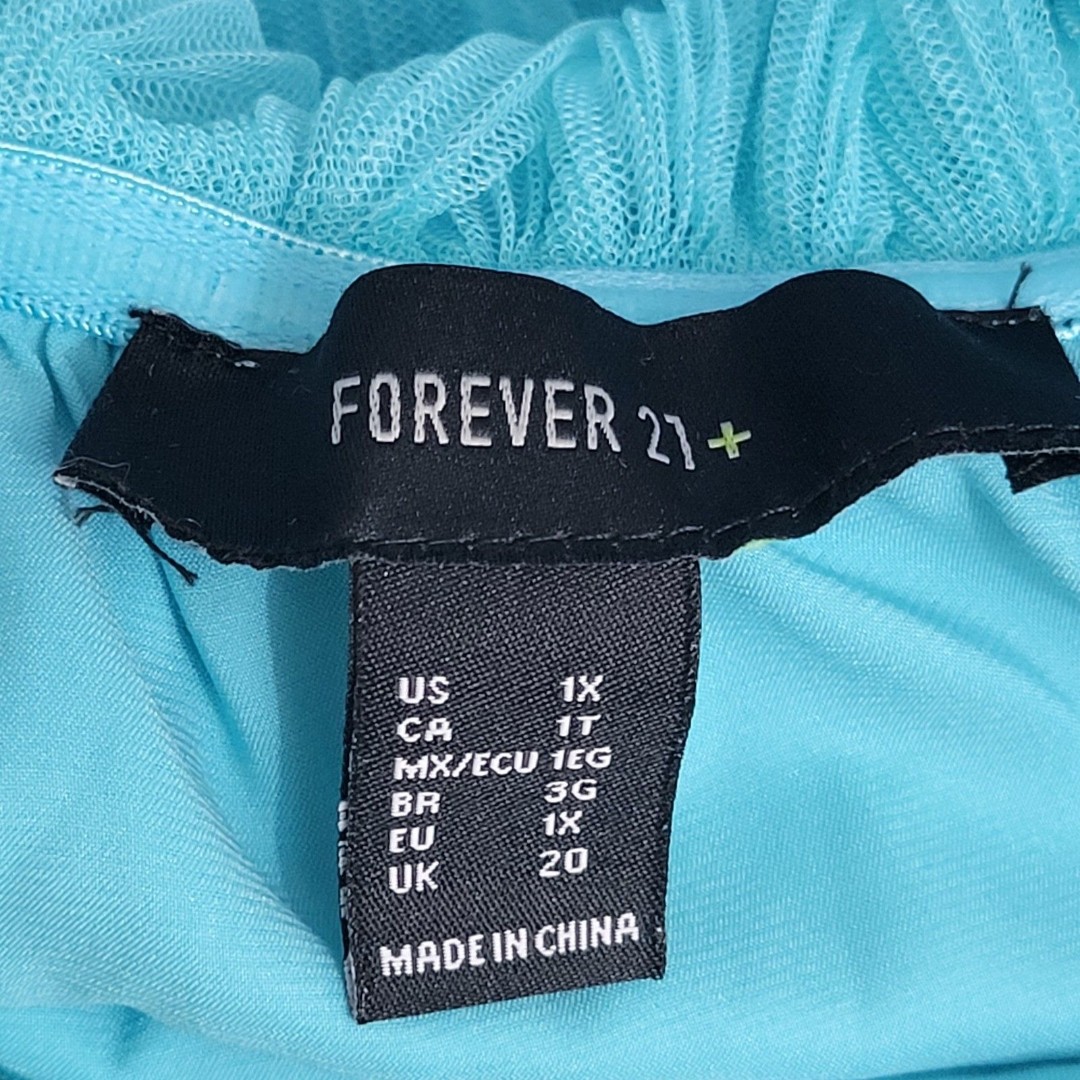 FOREVER 21+
US 1X
CA 1T
MX/ECU 1EG
BR 3G
EU 1X
UK 20
MADE IN CHINA